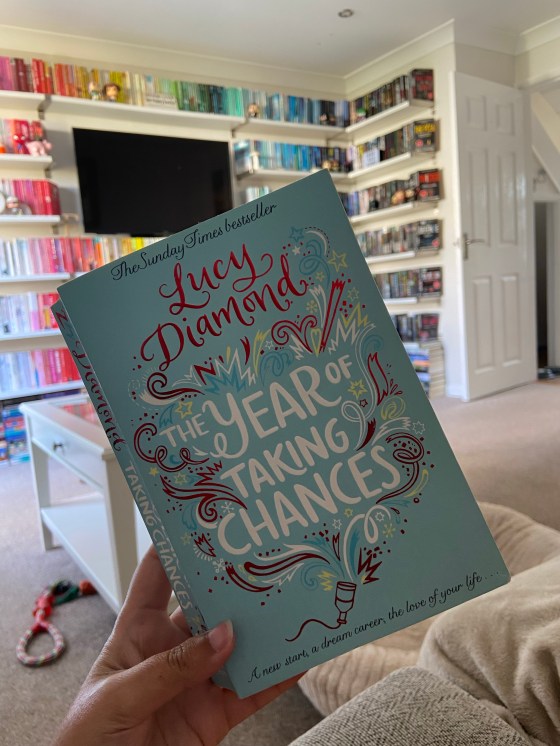 The Sunday Times bestseller
Lucy
Diamond
THE YEAR OF
TAKING
CHANCES
A new start, a dream career, the love of your life . . .
Diamond
TAKING CHANCES